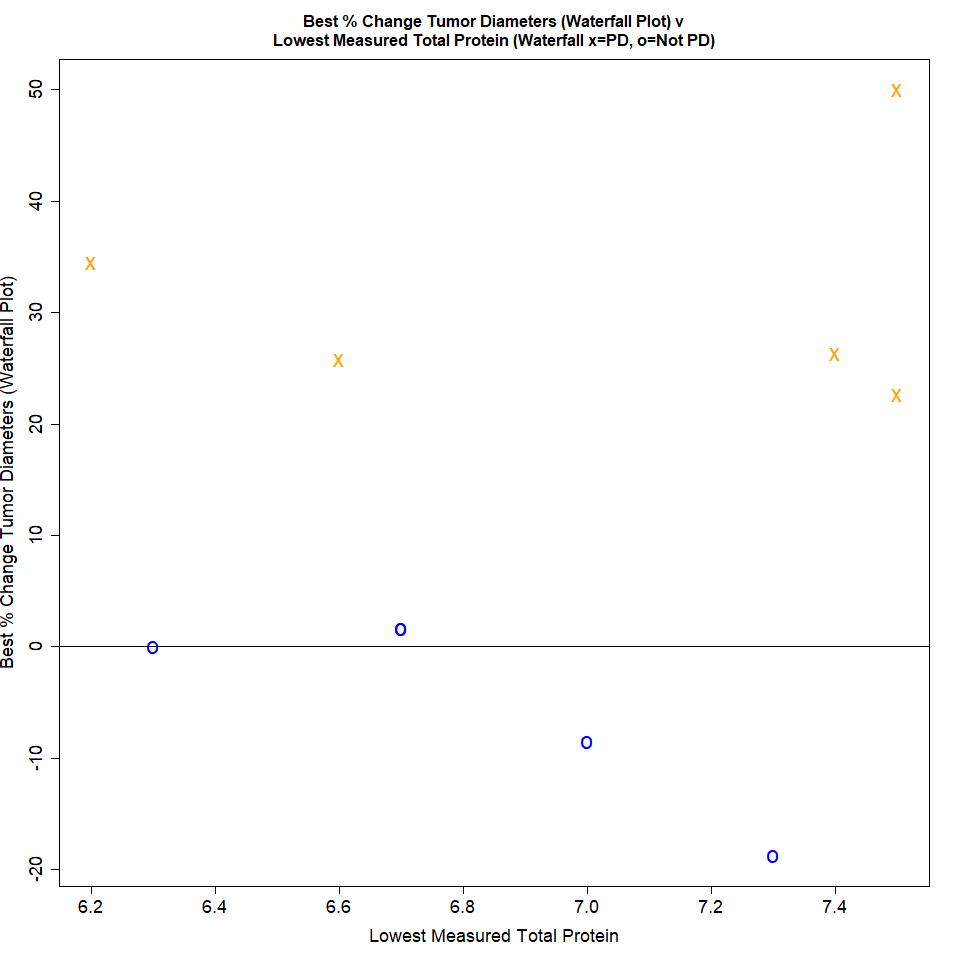 Best % Change Tumor Diameters (Waterfall Plot) v
Lowest Measured Total Protein (Waterfall x=PD, o=Not PD)
Best % Change Tumor Diameters (Waterfall Plot)
50
40
30
20
10
0
-10
-20
X
X
X
X
X
O
O
O
O
6.2 6.4 6.6 6.8 7.0 7.2 7.4
Lowest Measured Total Protein